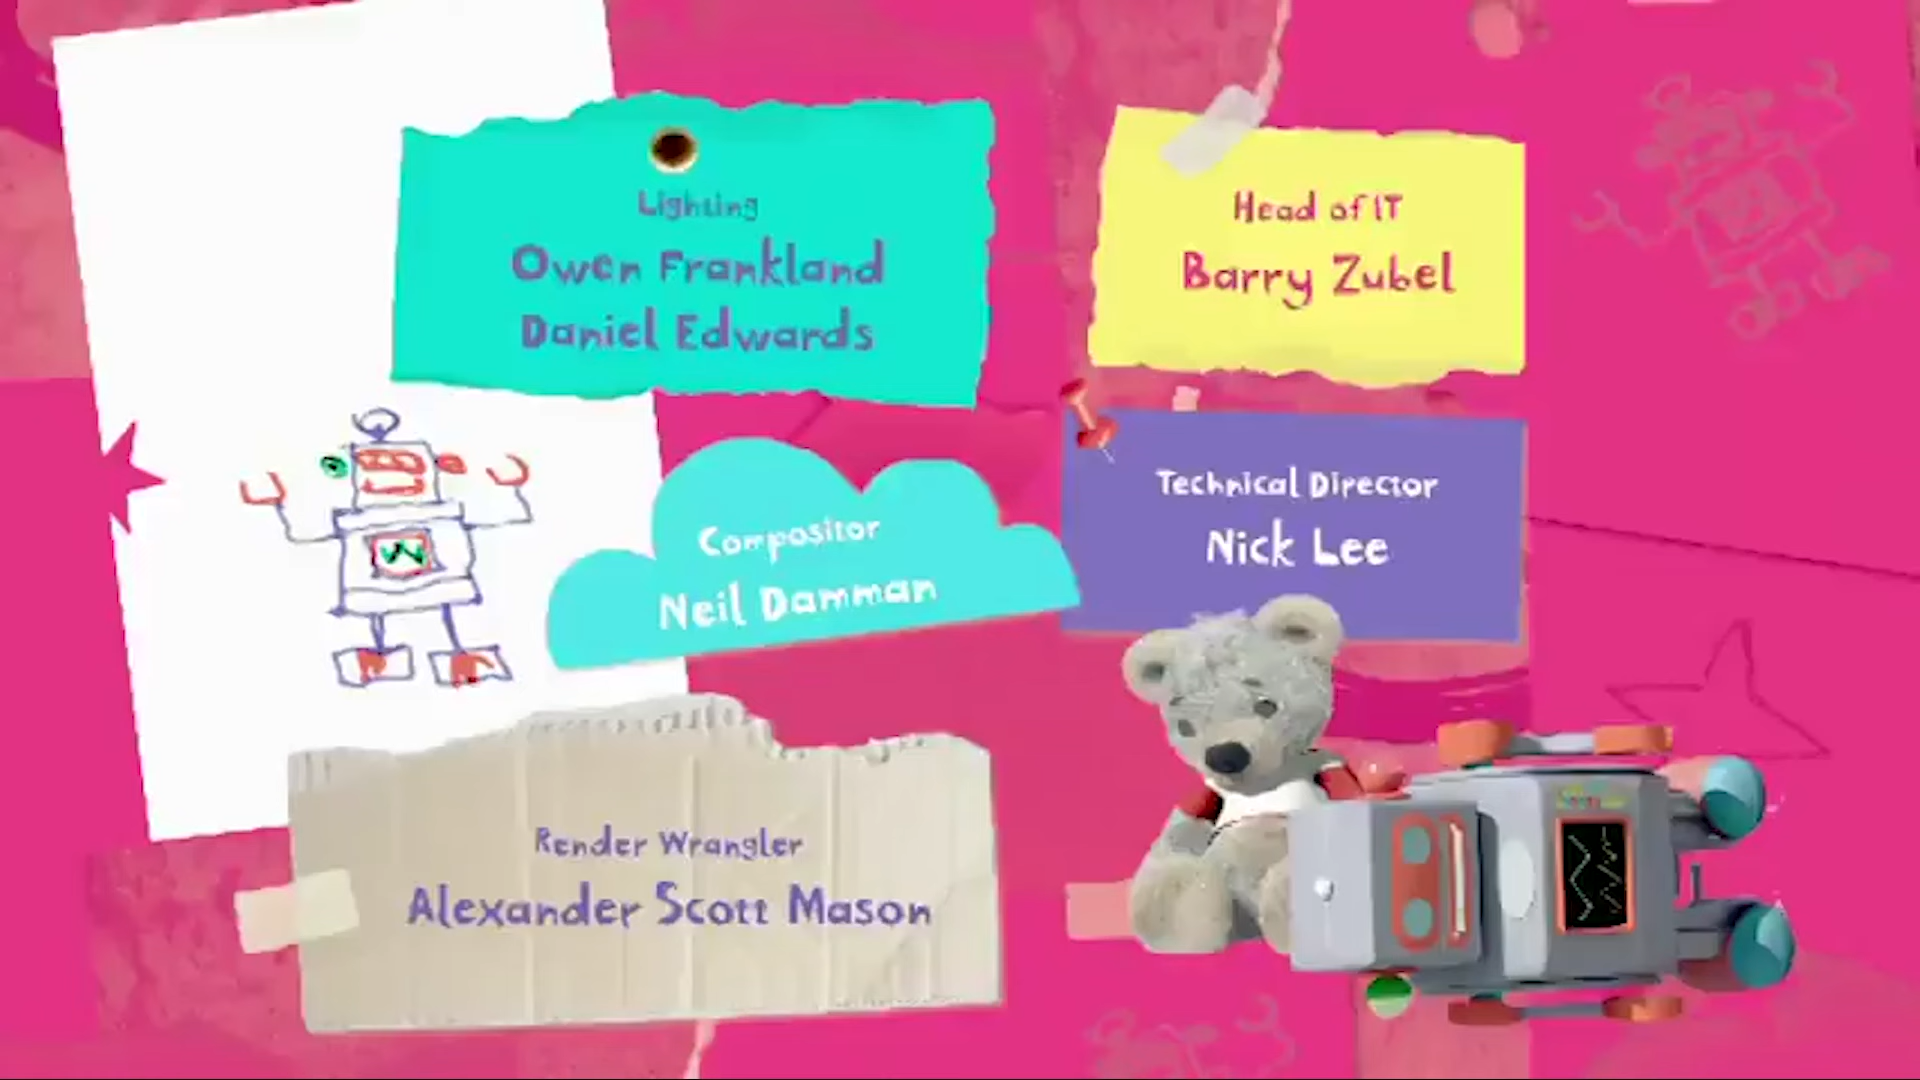 Lighting
Owen Frankland
Daniel Edwards
Head of IT
Barry Zubel
Compositor
Neil Damman
Technical Director
Nick Lee
Render Wrangler
Alexander Scott Mason